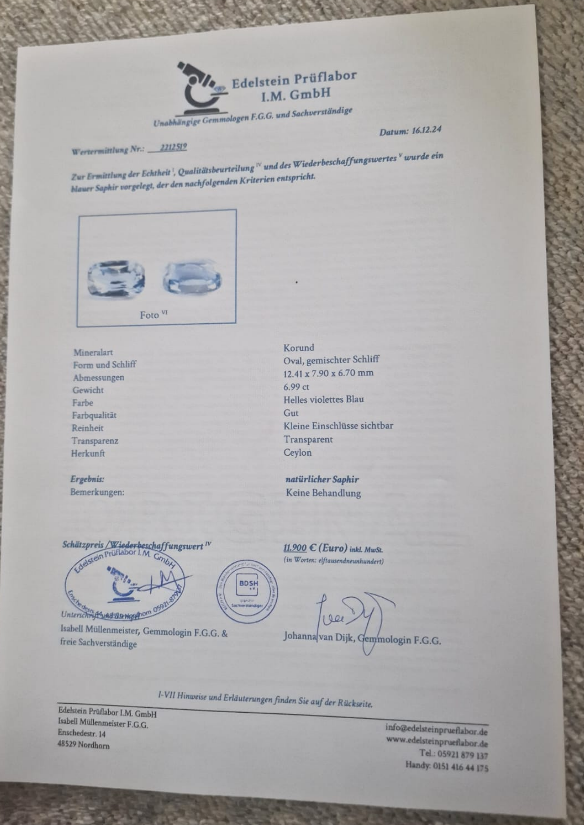 Edelstein Prüflabor
I.M. GmbH
Unabhängige Gemmologen F.G.G. und Sachverständige
Datum: 16.12.24
Wertermittlung Nr.: 2212519
Zur Ermittlung der Echtheit I, Qualitätsbeurteilung IV und des Wiederbeschaffungswertes V wurde ein
blauer Saphir vorgelegt, der den nachfolgenden Kriterien entspricht.
Foto VI
Mineralart Korund
Form und Schliff Oval, gemischter Schliff
Abmessungen 12.41 x 7.90 x 6.70 mm
Gewicht 6.99 ct
Farbe Helles violettes Blau
Farbqualität Gut
Reinheit Kleine Einschlüsse sichtbar
Transparenz Transparent
Herkunft Ceylon
Ergebnis: natürlicher Saphir
Bemerkungen: Keine Behandlung
Schätzpreis /Wiederbeschaffungswert IV 11.900 € (Euro) inkl. MwSt.
(in Worten: elftausendneunhundert)
Edelstein Prüflabor I.M. GmbH
BDSH
Sachverständiger
Isabell Müllenmeister, Gemmologin F.G.G. &
freie Sachverständige
Johanna van Dijk, Gemmologin F.G.G.
I-VII Hinweise und Erläuterungen finden Sie auf der Rückseite.
Edelstein Prüflabor I.M. GmbH
Isabell Müllenmeister F.G.G.
Enschedestr. 14
48529 Nordhorn
info@edelsteinprueflabor.de
www.edelsteinprueflabor.de
Tel.: 05921 879 137
Handy: 0151 416 44 175